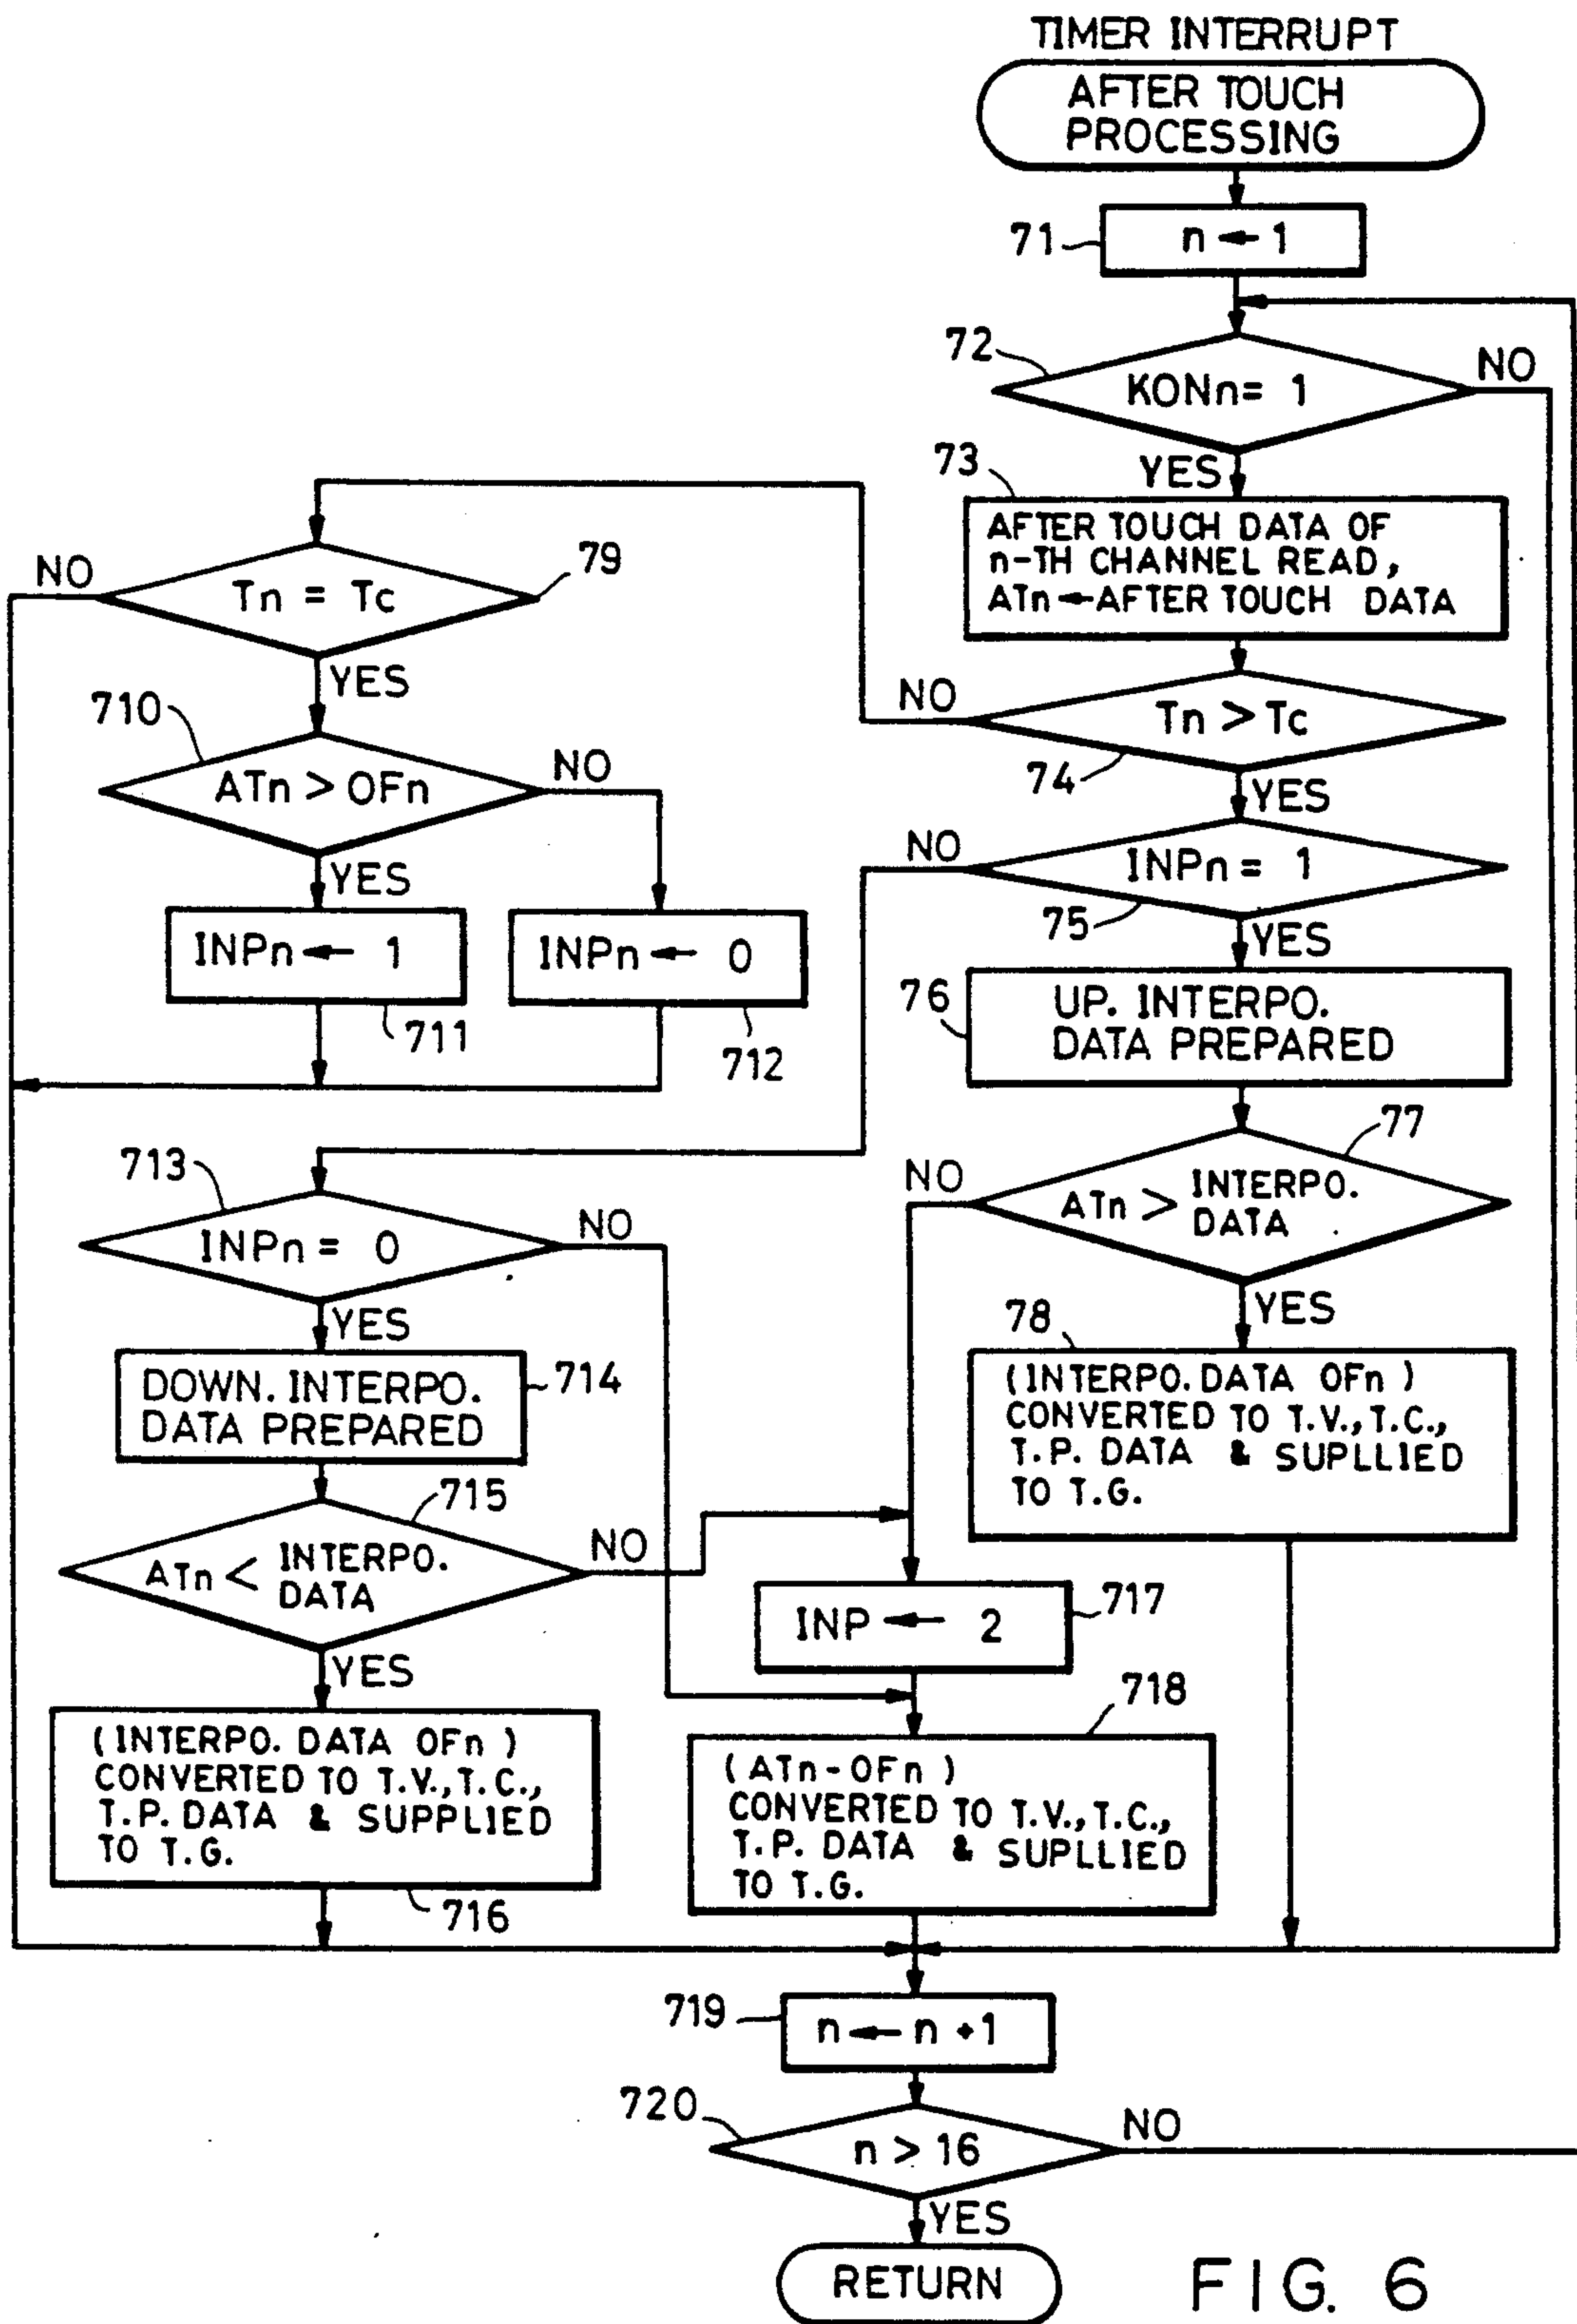 TIMER INTERRUPT
AFTER TOUCH
PROCESSING
71
n ← 1
72
KONn = 1
NO
YES
73
AFTER TOUCH DATA OF
n-TH CHANNEL READ,
ATn ← AFTER TOUCH DATA
NO
Tn = Tc
79
YES
NO
Tn > Tc
74
YES
710
ATn > OFn
NO
YES
NO
INPn = 1
75
YES
INPn ← 1
711
INPn ← 0
712
76
UP. INTERPO.
DATA PREPARED
77
NO
ATn > INTERPO.
DATA
YES
713
INPn = 0
NO
YES
DOWN. INTERPO.
DATA PREPARED
714
78
(INTERPO. DATA OFn)
CONVERTED TO T.V., T.C.,
T.P. DATA & SUPLLIED
TO T.G.
715
ATn < INTERPO.
DATA
NO
YES
INP ← 2
717
(INTERPO. DATA OFn)
CONVERTED TO T.V., T.C.,
T.P. DATA & SUPPLIED
TO T.G.
716
718
(ATn - OFn)
CONVERTED TO T.V., T.C.,
T.P. DATA & SUPLLIED
TO T.G.
719
n ← n + 1
720
n > 16
NO
YES
RETURN
FIG. 6